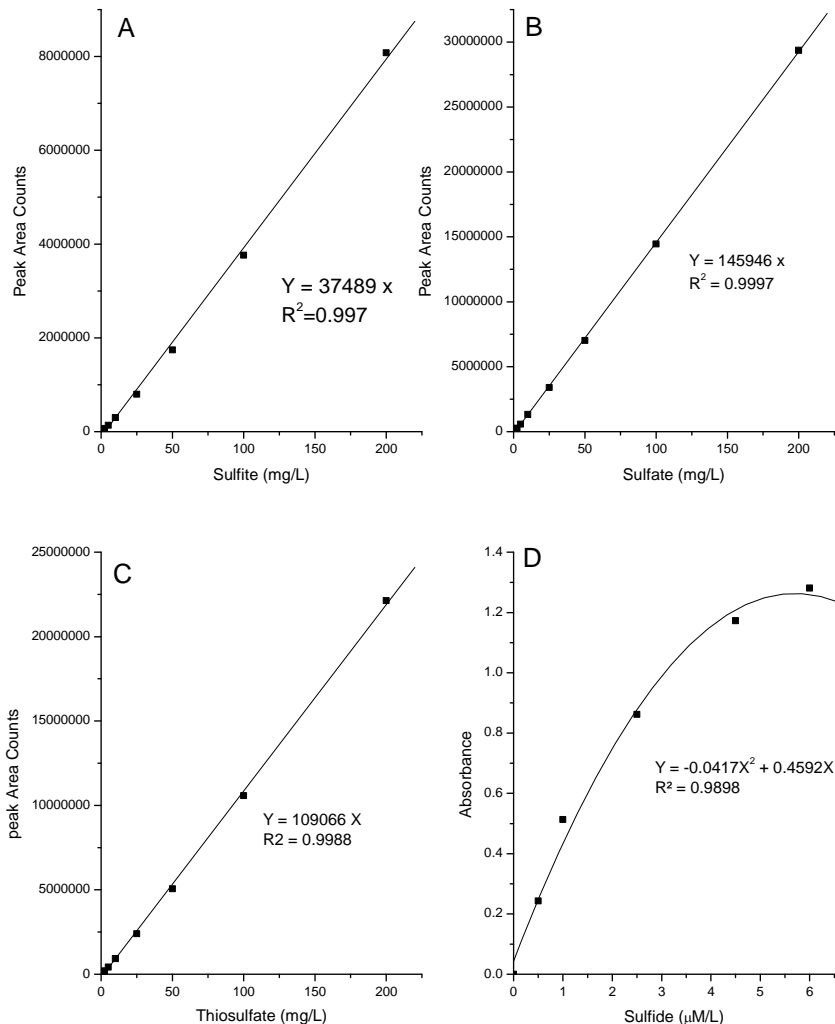 A
8000000
6000000
4000000
2000000
0
Peak Area Counts
Y = 37489 x
R²=0.997
0 50 100 150 200
Sulfite (mg/L)
B
30000000
25000000
20000000
15000000
10000000
5000000
0
Peak Area Counts
Y = 145946 x
R² = 0.9997
0 50 100 150 200
Sulfate (mg/L)
C
25000000
20000000
15000000
10000000
5000000
0
peak Area Counts
Y = 109066 X
R2 = 0.9988
0 50 100 150 200
Thiosulfate (mg/L)
D
1.4
1.2
1.0
0.8
0.6
0.4
0.2
0.0
Absorbance
Y = -0.0417X² + 0.4592X
R² = 0.9898
0 1 2 3 4 5 6
Sulfide (μM/L)